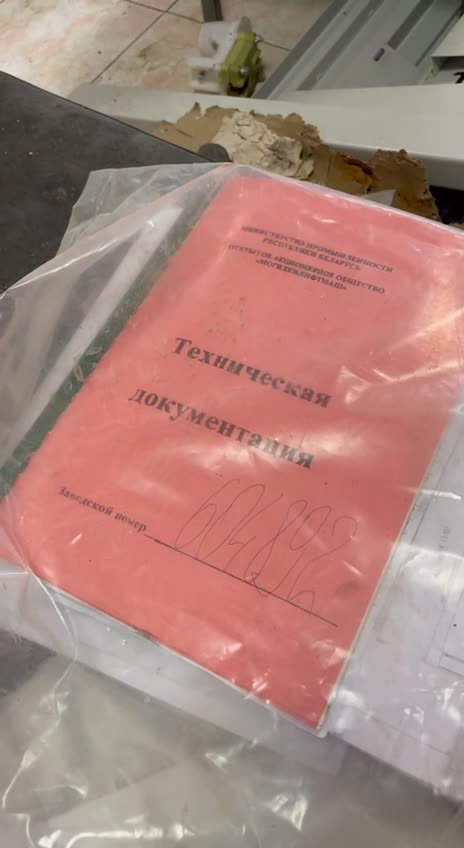 МИНИСТЕРСТВО ПРОМЫШЛЕННОСТИ
РЕСПУБЛИКИ БЕЛАРУСЬ
ОТКРЫТОЕ АКЦИОНЕРНОЕ ОБЩЕСТВО
«МОГИЛЕВЛИФТМАШ»
Техническая
документация
Заводской номер 604892